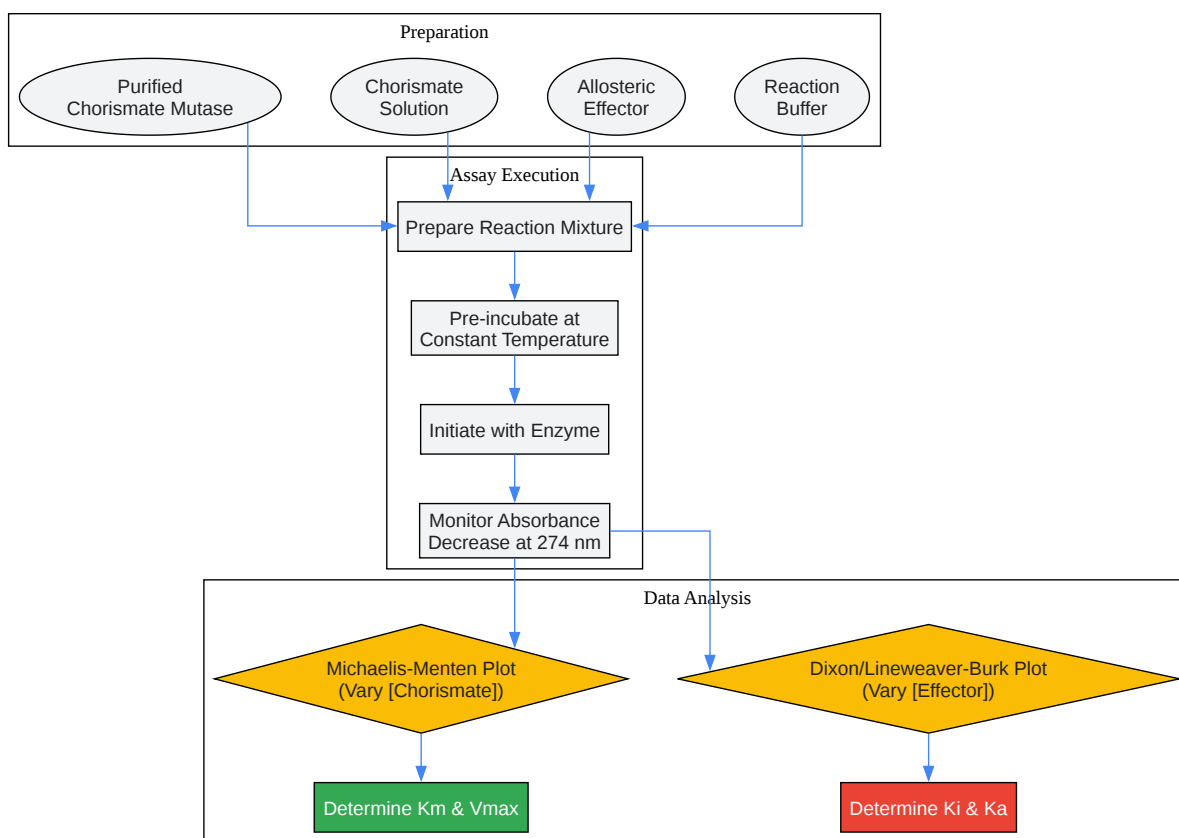 Preparation
Purified
Chorismate Mutase
Chorismate
Solution
Allosteric
Effector
Reaction
Buffer
Assay Execution
Prepare Reaction Mixture
Pre-incubate at
Constant Temperature
Initiate with Enzyme
Monitor Absorbance
Decrease at 274 nm
Data Analysis
Michaelis-Menten Plot
(Vary [Chorismate])
Dixon/Lineweaver-Burk Plot
(Vary [Effector])
Determine Km & Vmax
Determine Ki & Ka